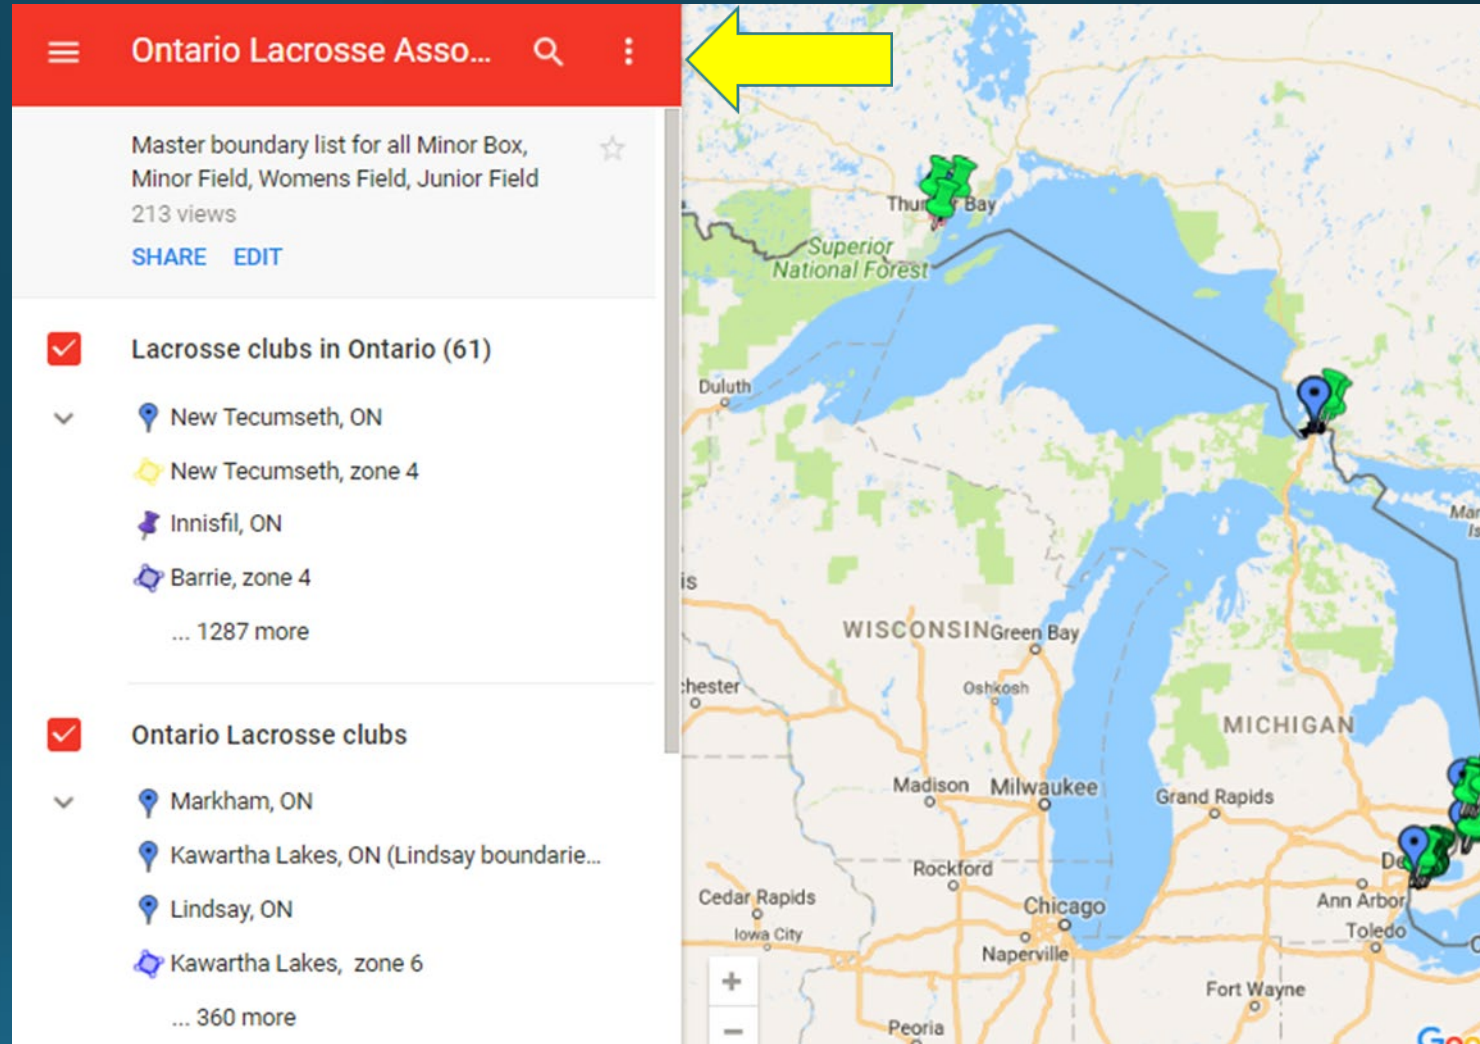 Ontario Lacrosse Asso...
Master boundary list for all Minor Box,
Minor Field, Womens Field, Junior Field
213 views
SHARE EDIT
Lacrosse clubs in Ontario (61)
New Tecumseth, ON
New Tecumseth, zone 4
Innisfil, ON
Barrie, zone 4
... 1287 more
Ontario Lacrosse clubs
Markham, ON
Kawartha Lakes, ON (Lindsay boundarie...
Lindsay, ON
Kawartha Lakes, zone 6
... 360 more
Bay
Superior
National Forest
Duluth
WISCONSIN
Green Bay
Oshkosh
MICHIGAN
Madison
Milwaukee
Grand Rapids
Rockford
Ann Arbor
Cedar Rapids
Chicago
Iowa City
Toledo
Naperville
Fort Wayne
Peoria